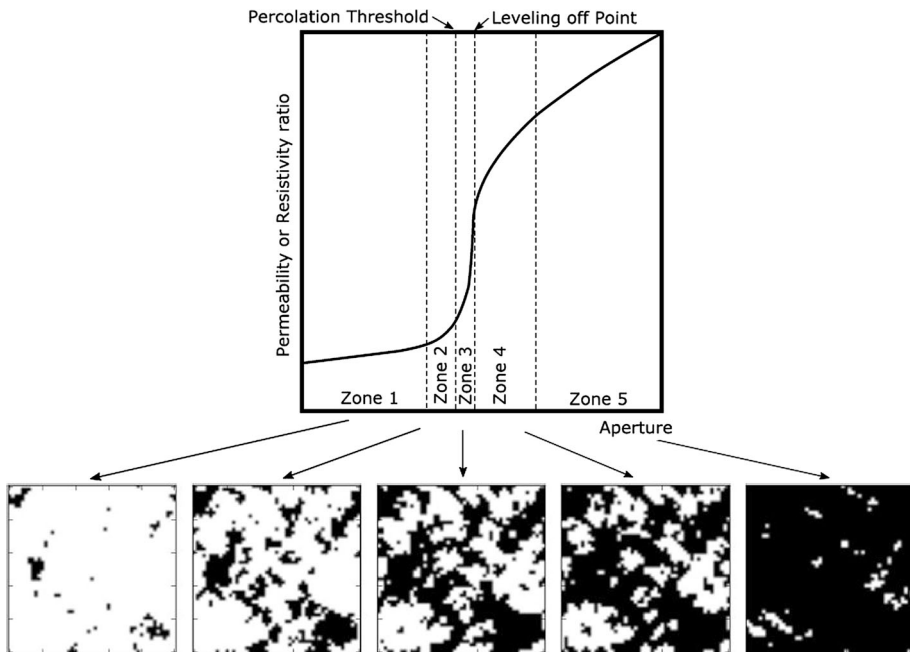 Percolation Threshold
Leveling off Point
Permeability or Resistivity ratio
Zone 1
Zone 2
Zone 3
Zone 4
Zone 5
Aperture